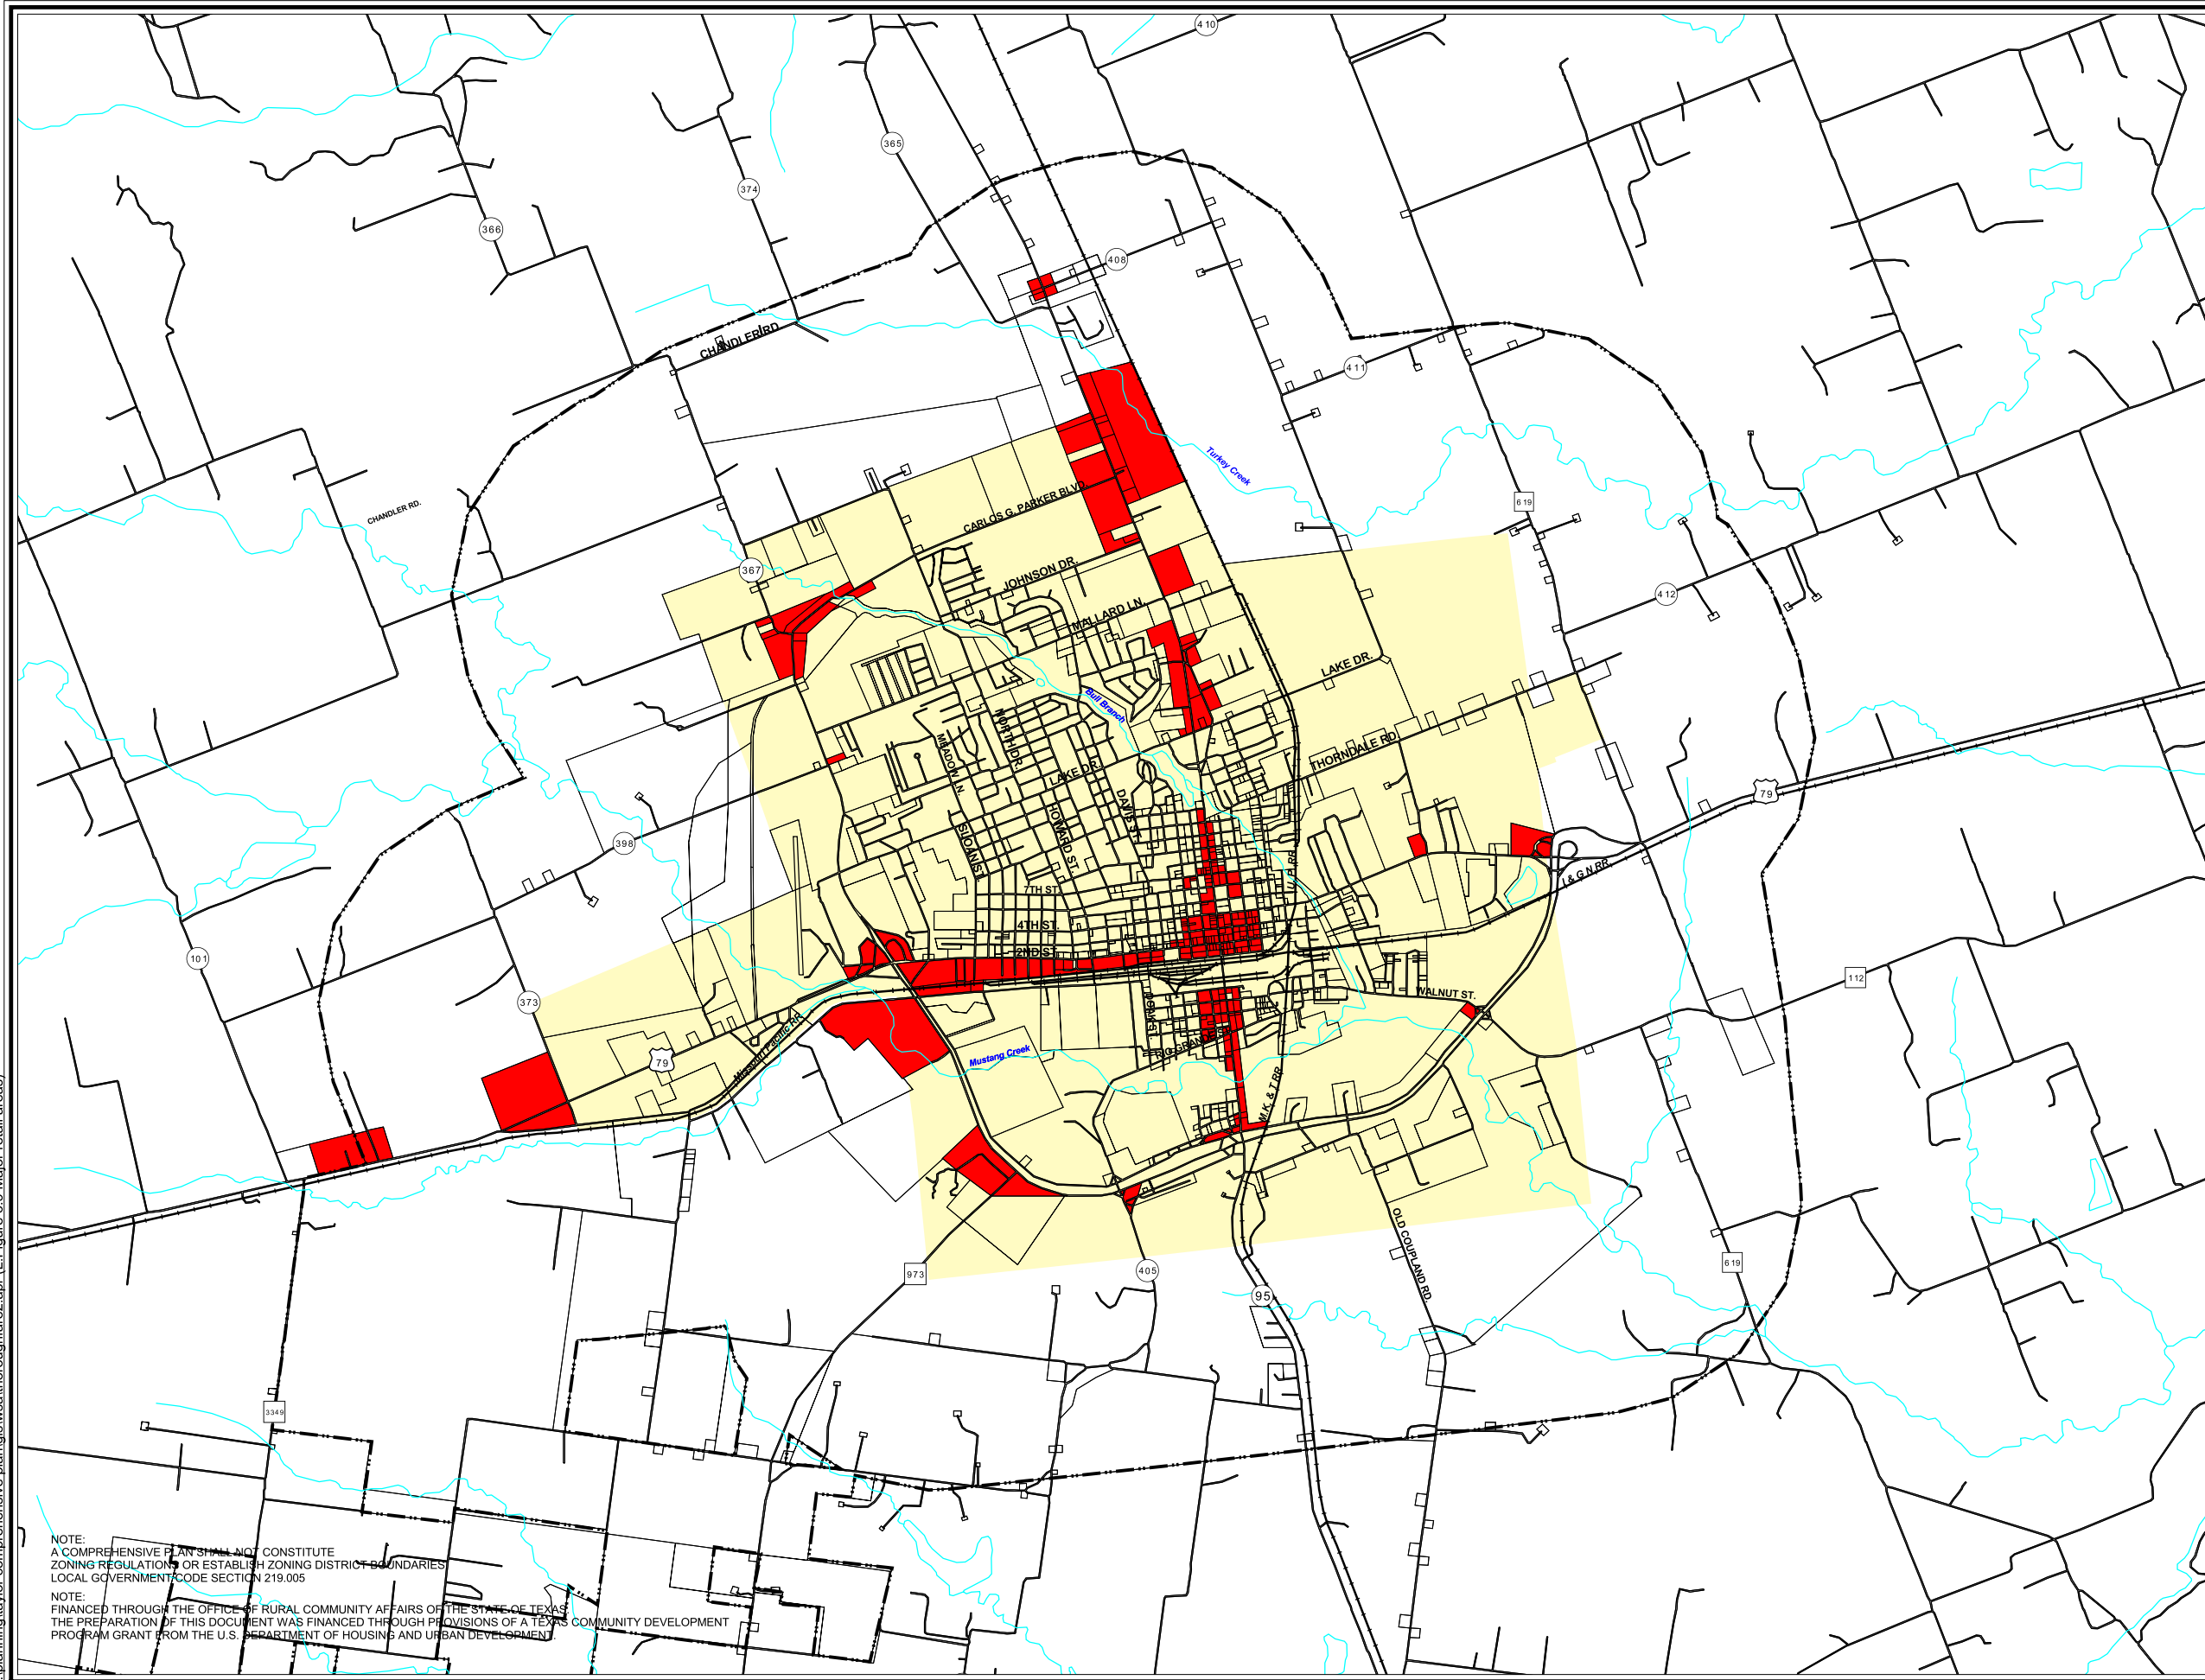 410
365
374
366
408
CHANDLER RD
411
Turkey Creek
CARLOS G. PARKER BLVD.
619
CHANDLER RD.
367
JOHNSON DR.
412
MALLARD LN.
LAKE DR.
Bull Branch
NORTH DR.
MEADOW LN.
THORNDALE RD.
LAKE DR.
79
DAVIS ST.
HOWARD ST.
SLOAN ST.
398
U.P. RR
I & G N RR
7TH ST.
4TH ST.
2ND ST.
101
112
WALNUT ST.
373
DOAK ST.
Missouri Pacific RR
RIO GRANDE ST.
Mustang Creek
79
M.K. & T RR
OLD COUPLAND RD
973
405
619
95
3349
NOTE:
A COMPREHENSIVE PLAN SHALL NOT CONSTITUTE
ZONING REGULATIONS OR ESTABLISH ZONING DISTRICT BOUNDARIES
LOCAL GOVERNMENT CODE SECTION 219.005
NOTE:
FINANCED THROUGH THE OFFICE OF RURAL COMMUNITY AFFAIRS OF THE STATE OF TEXAS
THE PREPARATION OF THIS DOCUMENT WAS FINANCED THROUGH PROVISIONS OF A TEXAS COMMUNITY DEVELOPMENT
PROGRAM GRANT FROM THE U.S. DEPARTMENT OF HOUSING AND URBAN DEVELOPMENT.